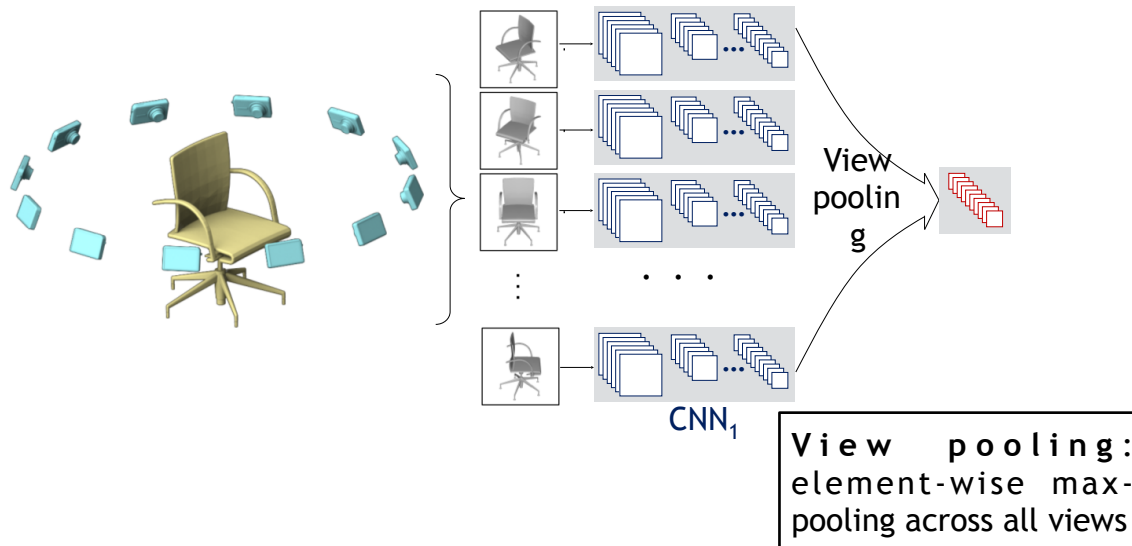 View
poolin
g
CNN₁
View pooling:
element-wise max-
pooling across all views